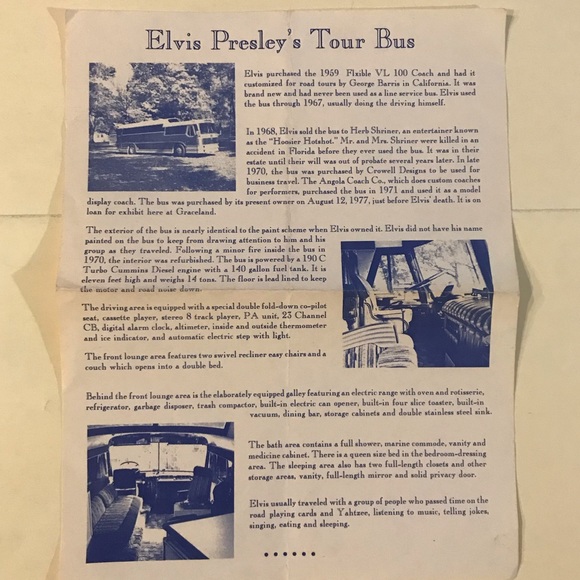 Elvis Presley's Tour Bus
Elvis purchased the 1959 Flxible VL 100 Coach and had it
customized for road tours by George Barris in California. It was
brand new and had never been used as a line service bus. Elvis used
the bus through 1967, usually doing the driving himself.
In 1968, Elvis sold the bus to Herb Shriner, an entertainer known
as the "Hoosier Hotshot." Mr. and Mrs. Shriner were killed in an
accident in Florida before they ever used the bus. It was in their
estate until their will was out of probate several years later. In late
1970, the bus was purchased by Crowell Designs to be used for
business travel. The Angola Coach Co., which does custom coaches
for performers, purchased the bus in 1971 and used it as a model
display coach. The bus was purchased by its present owner on August 12, 1977, just before Elvis' death. It is on
loan for exhibit here at Graceland.
The exterior of the bus is nearly identical to the paint scheme when Elvis owned it. Elvis did not have his name
painted on the bus to keep from drawing attention to him and his
group as they traveled. Following a minor fire inside the bus in
1970, the interior was refurbished. The bus is powered by a 190 C
Turbo Cummins Diesel engine with a 140 gallon fuel tank. It is
eleven feet high and weighs 14 tons. The floor is lead lined to keep
the motor and road noise down.
The driving area is equipped with a special double fold-down co-pilot
seat, cassette player, stereo 8 track player, PA unit, 23 Channel
CB, digital alarm clock, altimeter, inside and outside thermometer
and ice indicator, and automatic electric step with light.
The front lounge area features two swivel recliner easy chairs and a
couch which opens into a double bed.
Behind the front lounge area is the elaborately equipped galley featuring an electric range with oven and rotisserie,
refrigerator, garbage disposer, trash compactor, built-in electric can opener, built-in four slice toaster, built-in
vacuum, dining bar, storage cabinets and double stainless steel sink.
The bath area contains a full shower, marine commode, vanity and
medicine cabinet. There is a queen size bed in the bedroom-dressing
area. The sleeping area also has two full-length closets and other
storage areas, vanity, full-length mirror and solid privacy door.
Elvis usually traveled with a group of people who passed time on the
road playing cards and Yahtzee, listening to music, telling jokes,
singing, eating and sleeping.